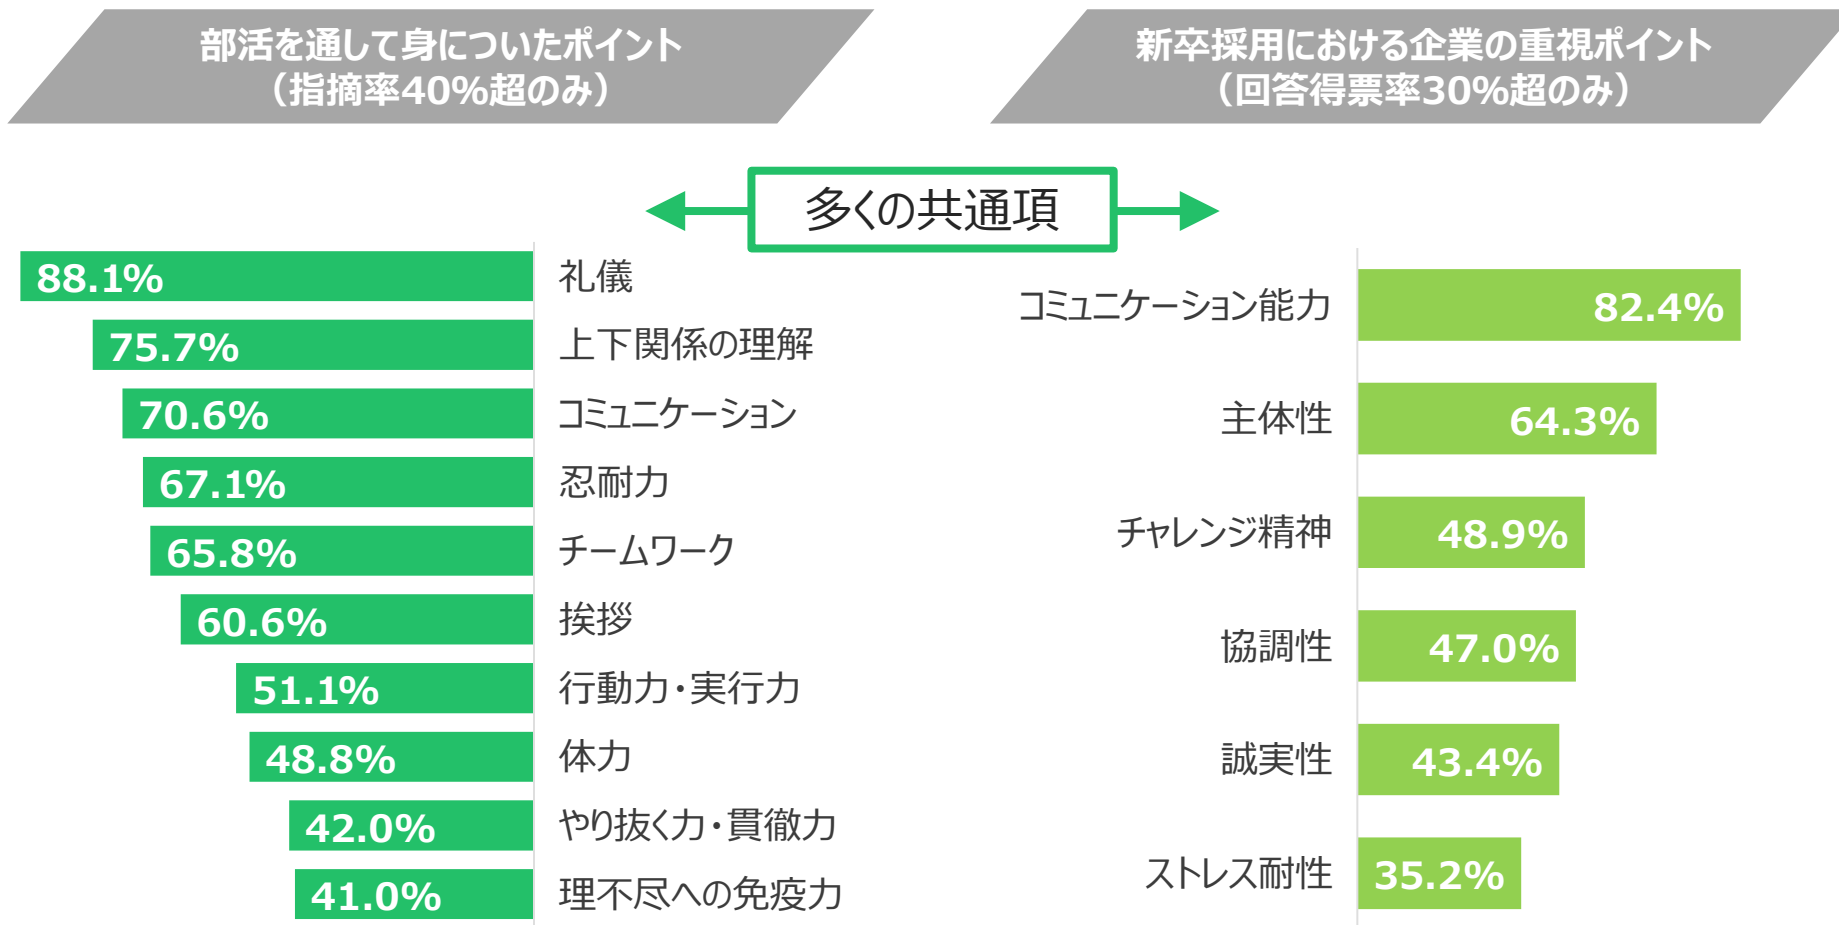 部活を通して身についたポイント
（指摘率40%超のみ）
新卒採用における企業の重視ポイント
（回答得票率30%超のみ）
多くの共通項
88.1% 礼儀
75.7% 上下関係の理解
70.6% コミュニケーション
67.1% 忍耐力
65.8% チームワーク
60.6% 挨拶
51.1% 行動力・実行力
48.8% 体力
42.0% やり抜く力・貫徹力
41.0% 理不尽への免疫力
コミュニケーション能力 82.4%
主体性 64.3%
チャレンジ精神 48.9%
協調性 47.0%
誠実性 43.4%
ストレス耐性 35.2%